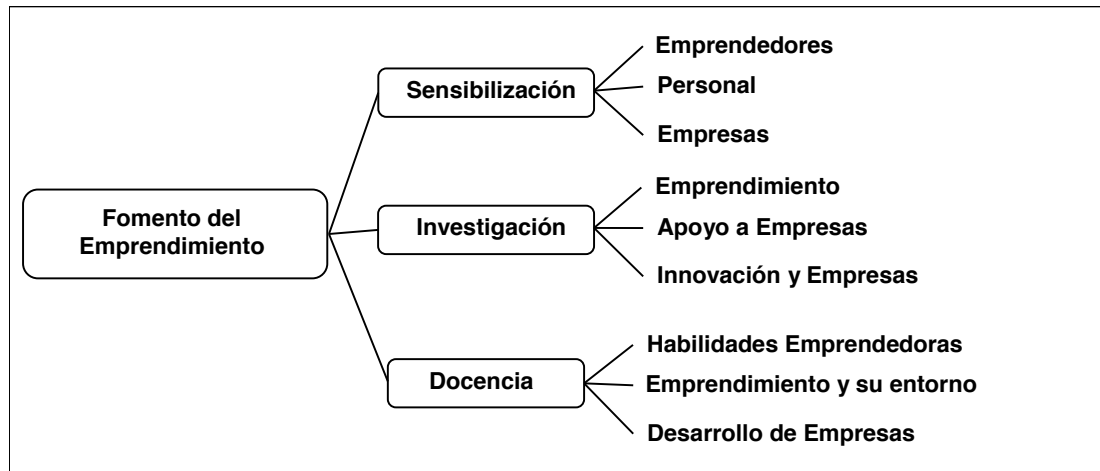 Fomento del
Emprendimiento
Sensibilización
Emprendedores
Personal
Empresas
Investigación
Emprendimiento
Apoyo a Empresas
Innovación y Empresas
Docencia
Habilidades Emprendedoras
Emprendimiento y su entorno
Desarrollo de Empresas